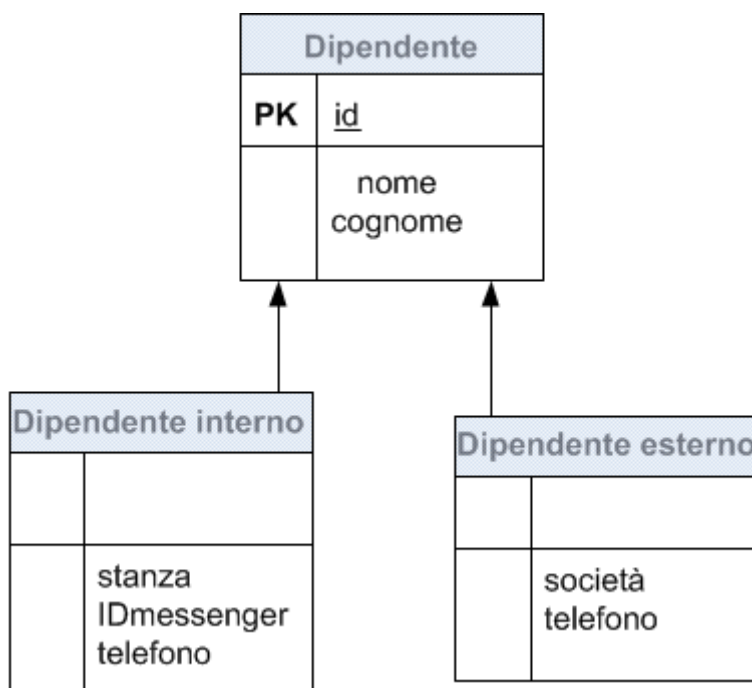 Dipendente
PK id
nome
cognome
Dipendente interno
stanza
IDmessenger
telefono
Dipendente esterno
società
telefono